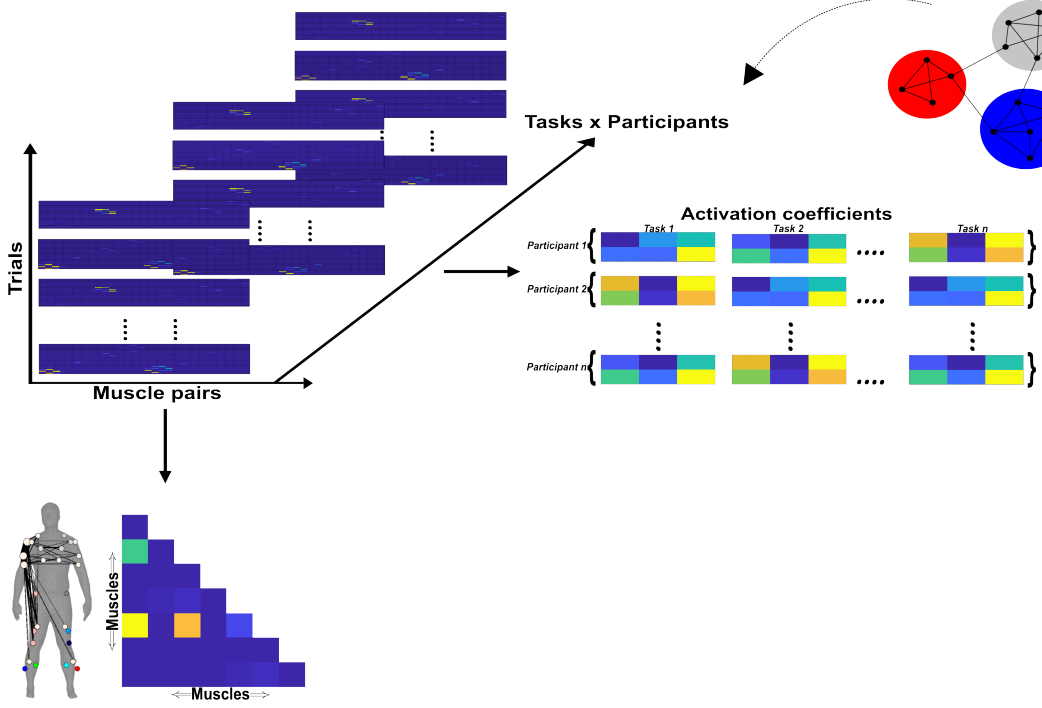 Tasks x Participants
Trials
Muscle pairs
Activation coefficients
Task 1 Task 2 Task n
Participant 1
Participant 2
Participant n
Muscles
Muscles